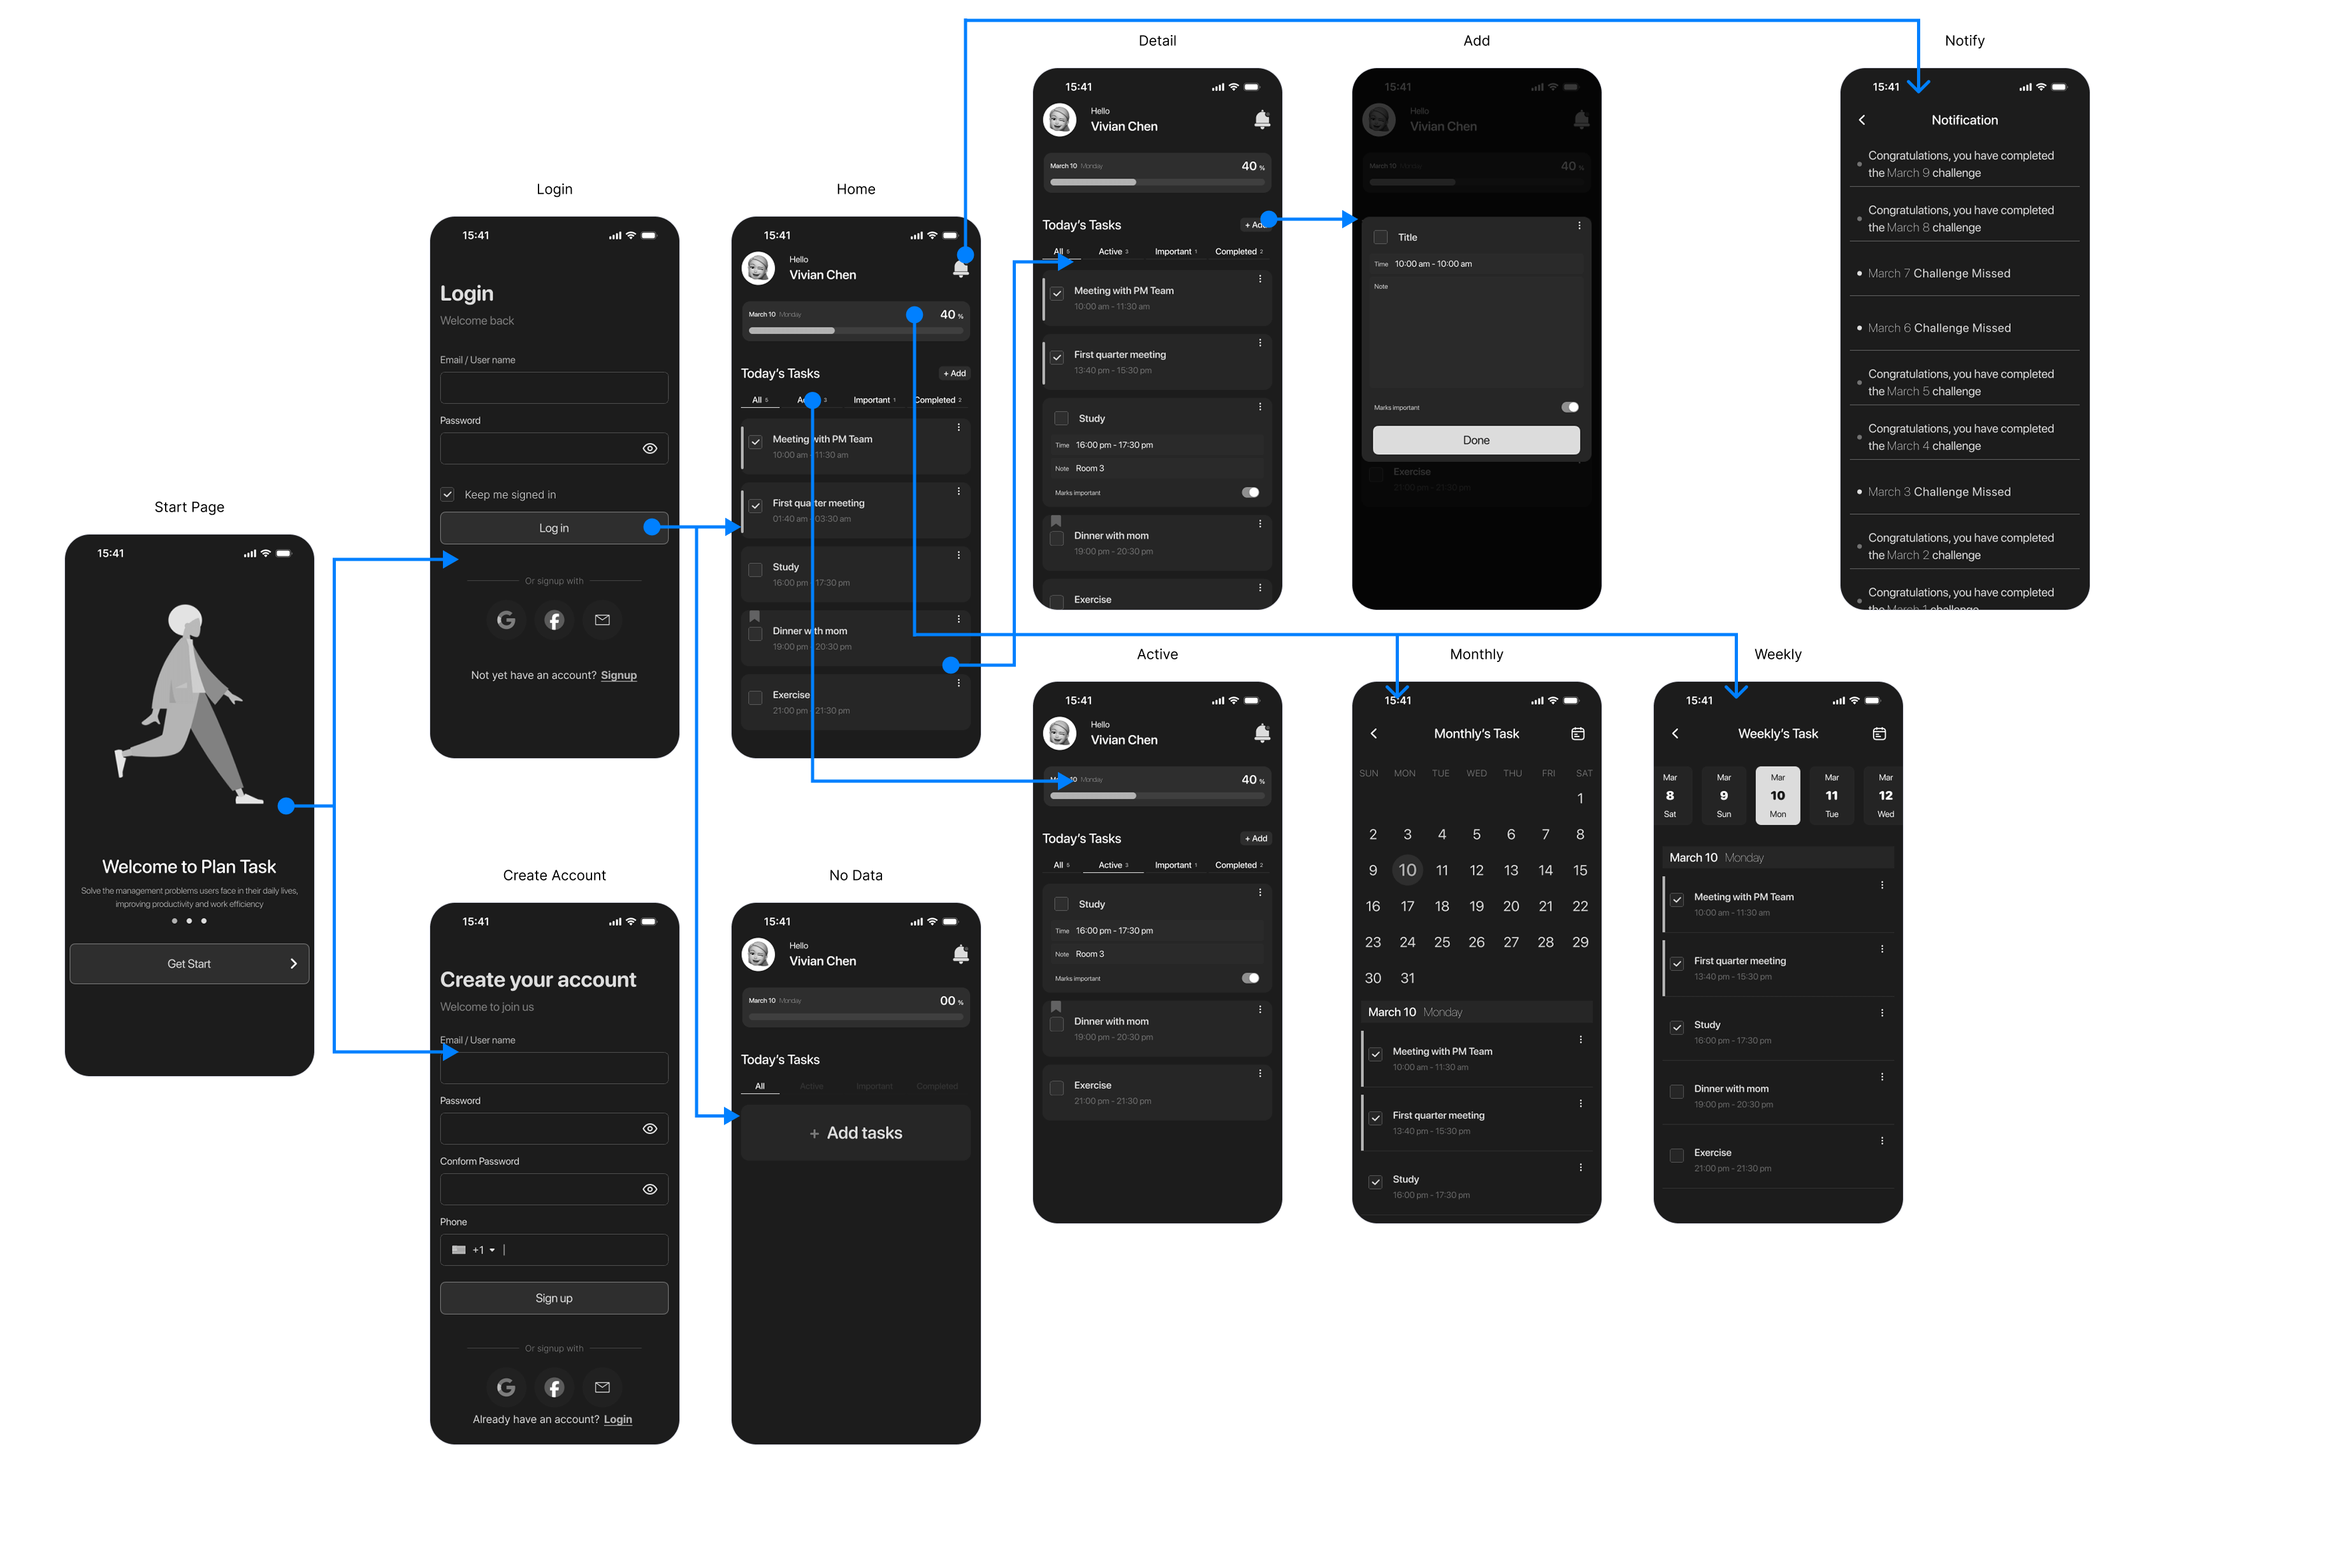 Start Page
15:41
Welcome to Plan Task
Solve the management problems users face in their daily lives,
improving productivity and work efficiency
Get Start
Login
15:41
Login
Welcome back
Email / User name
Password
Keep me signed in
Log in
Or signup with
Not yet have an account? Signup
Create Account
15:41
Create your account
Welcome to join us
Email / User name
Password
Conform Password
Phone
+1
Sign up
Or signup with
Already have an account? Login
Home
15:41
Hello
Vivian Chen
March 10 Monday 40 %
Today's Tasks + Add
All 5 3 Important 1 Completed 2
Meeting with PM Team
10:00 am - 11:30 am
First quarter meeting
01:40 am - 03:30 am
Study
16:00 pm - 17:30 pm
Dinner with mom
19:00 pm - 20:30 pm
Exercise
21:00 pm - 21:30 pm
No Data
15:41
Hello
Vivian Chen
March 10 Monday 00 %
Today's Tasks
All Active Important Completed
+ Add tasks
Detail
15:41
Hello
Vivian Chen
March 10 Monday 40 %
Today's Tasks + Add
All 5 Active 3 Important 1 Completed 2
Meeting with PM Team
10:00 am - 11:30 am
First quarter meeting
13:40 pm - 15:30 pm
Study
Time 16:00 pm - 17:30 pm
Note Room 3
Marks important
Dinner with mom
19:00 pm - 20:30 pm
Exercise
Add
15:41
Hello
Vivian Chen
March 10 Monday 40 %
Title
Time 10:00 am - 10:00 am
Note
Marks important
Done
Exercise
21:00 pm - 21:30 pm
Notify
15:41
Notification
Congratulations, you have completed
the March 9 challenge
Congratulations, you have completed
the March 8 challenge
March 7 Challenge Missed
March 6 Challenge Missed
Congratulations, you have completed
the March 5 challenge
Congratulations, you have completed
the March 4 challenge
March 3 Challenge Missed
Congratulations, you have completed
the March 2 challenge
Congratulations, you have completed
the March 1 challenge
Active
15:41
Hello
Vivian Chen
March 10 Monday 40 %
Today's Tasks + Add
All 5 Active 3 Important 1 Completed 2
Study
Time 16:00 pm - 17:30 pm
Note Room 3
Marks important
Dinner with mom
19:00 pm - 20:30 pm
Exercise
21:00 pm - 21:30 pm
Monthly
15:41
Monthly's Task
SUN MON TUE WED THU FRI SAT
1
2 3 4 5 6 7 8
9 10 11 12 13 14 15
16 17 18 19 20 21 22
23 24 25 26 27 28 29
30 31
March 10 Monday
Meeting with PM Team
10:00 am - 11:30 am
First quarter meeting
13:40 pm - 15:30 pm
Study
16:00 pm - 17:30 pm
Weekly
15:41
Weekly's Task
Mar Mar Mar Mar Mar
8 9 10 11 12
Sat Sun Mon Tue Wed
March 10 Monday
Meeting with PM Team
10:00 am - 11:30 am
First quarter meeting
13:40 pm - 15:30 pm
Study
16:00 pm - 17:30 pm
Dinner with mom
19:00 pm - 20:30 pm
Exercise
21:00 pm - 21:30 pm